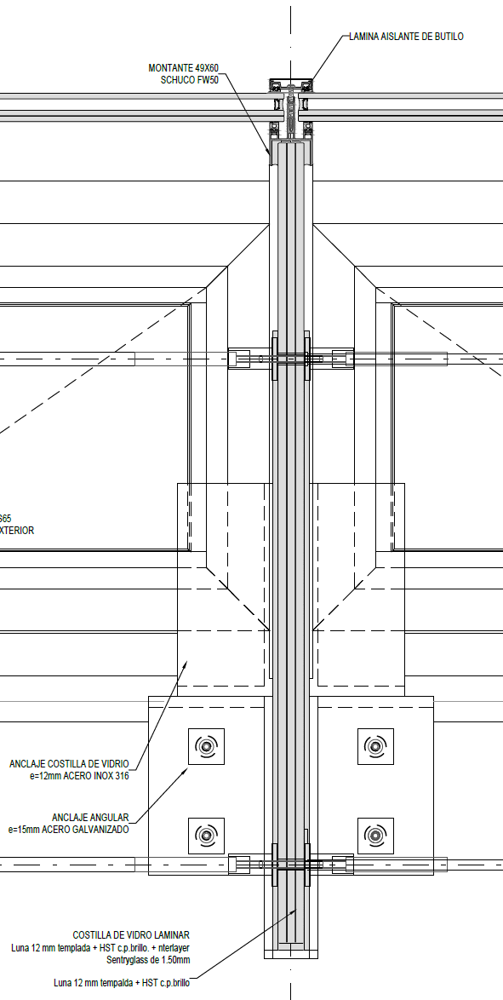 LAMINA AISLANTE DE BUTILO
MONTANTE 49X60
SCHUCO FW50
S65
XTERIOR
ANCLAJE COSTILLA DE VIDRIO
e=12mm ACERO INOX 316
ANCLAJE ANGULAR
e=15mm ACERO GALVANIZADO
COSTILLA DE VIDRO LAMINAR
Luna 12 mm templada + HST c.p.brillo. + nterlayer
Sentryglass de 1.50mm
Luna 12 mm tempalda + HST c.p.brillo